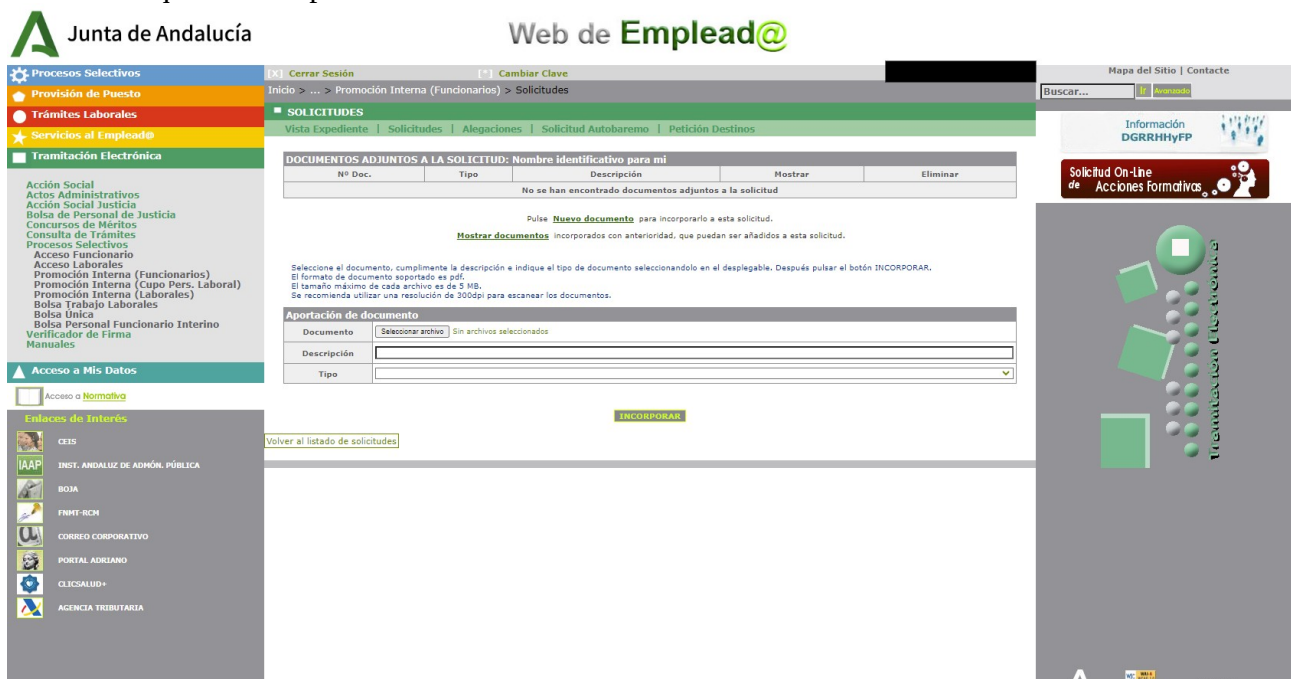 Junta de Andalucía
Web de Emplead@
Procesos Selectivos
Provisión de Puesto
Trámites Laborales
Servicios al Emplead@
Tramitación Electrónica
Acción Social
Actos Administrativos
Acción Social Justicia
Bolsa de Personal de Justicia
Concursos de Méritos
Consulta de Trámites
Procesos Selectivos
Acceso Funcionario
Acceso Laborales
Promoción Interna (Funcionarios)
Promoción Interna (Cupo Pers. Laboral)
Promoción Interna (Laborales)
Bolsa Trabajo Laborales
Bolsa Única
Bolsa Personal Funcionario Interino
Verificador de Firma
Manuales
Acceso a Mis Datos
Acceso a Normativa
Enlaces de Interés
CEIS
IAAP INST. ANDALUZ DE ADMÓN. PÚBLICA
BOJA
FNMT-RCM
CORREO CORPORATIVO
PORTAL ADRIANO
CLICSALUD+
AGENCIA TRIBUTARIA
[X] Cerrar Sesión [*] Cambiar Clave
Inicio > ... > Promoción Interna (Funcionarios) > Solicitudes
SOLICITUDES
Vista Expediente | Solicitudes | Alegaciones | Solicitud Autobaremo | Petición Destinos
DOCUMENTOS ADJUNTOS A LA SOLICITUD: Nombre identificativo para mi
Nº Doc. Tipo Descripción Mostrar Eliminar
No se han encontrado documentos adjuntos a la solicitud
Pulse Nuevo documento para incorporarlo a esta solicitud.
Mostrar documentos incorporados con anterioridad, que puedan ser añadidos a esta solicitud.
Seleccione el documento, cumplimente la descripción e indique el tipo de documento seleccionandolo en el desplegable. Después pulsar el botón INCORPORAR.
El formato de documento soportado es pdf.
El tamaño máximo de cada archivo es de 5 MB.
Se recomienda utilizar una resolución de 300dpi para escanear los documentos.
Aportación de documento
Documento Seleccionar archivo Sin archivos seleccionados
Descripción
Tipo
INCORPORAR
Volver al listado de solicitudes
Mapa del Sitio | Contacte
Buscar... Ir Avanzado
Información
DGRRHHyFP
Solicitud On-Line
de Acciones Formativas
Tramitación Electrónica